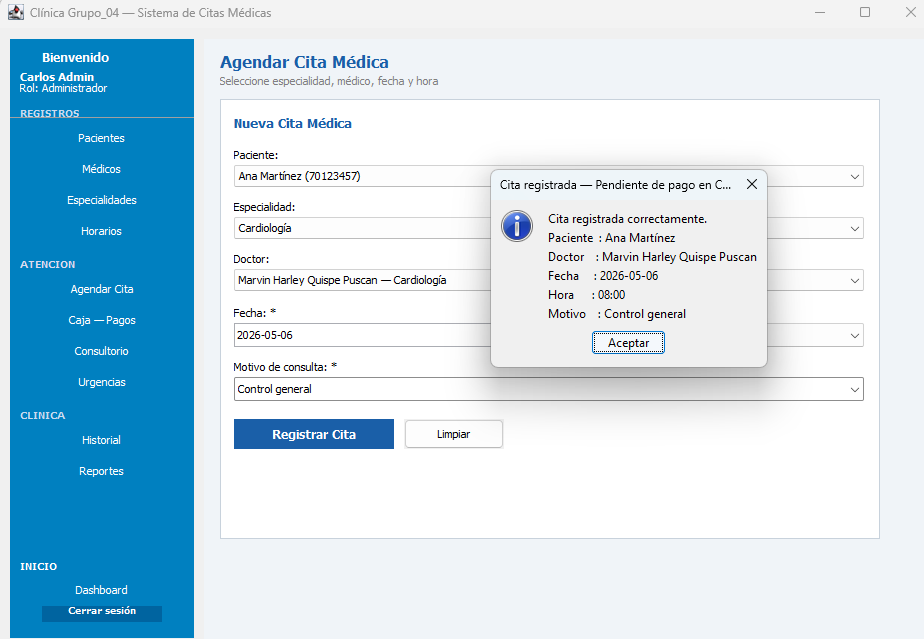 Clínica Grupo_04 — Sistema de Citas Médicas
Bienvenido
Carlos Admin
Rol: Administrador
REGISTROS
Pacientes
Médicos
Especialidades
Horarios
ATENCION
Agendar Cita
Caja — Pagos
Consultorio
Urgencias
CLINICA
Historial
Reportes
INICIO
Dashboard
Cerrar sesión
Agendar Cita Médica
Seleccione especialidad, médico, fecha y hora
Nueva Cita Médica
Paciente:
Ana Martínez (70123457)
Especialidad:
Cardiología
Doctor:
Marvin Harley Quispe Puscan — Cardiología
Fecha: *
2026-05-06
Motivo de consulta: *
Control general
Registrar Cita
Limpiar
Cita registrada — Pendiente de pago en C...
Cita registrada correctamente.
Paciente : Ana Martínez
Doctor : Marvin Harley Quispe Puscan
Fecha : 2026-05-06
Hora : 08:00
Motivo : Control general
Aceptar